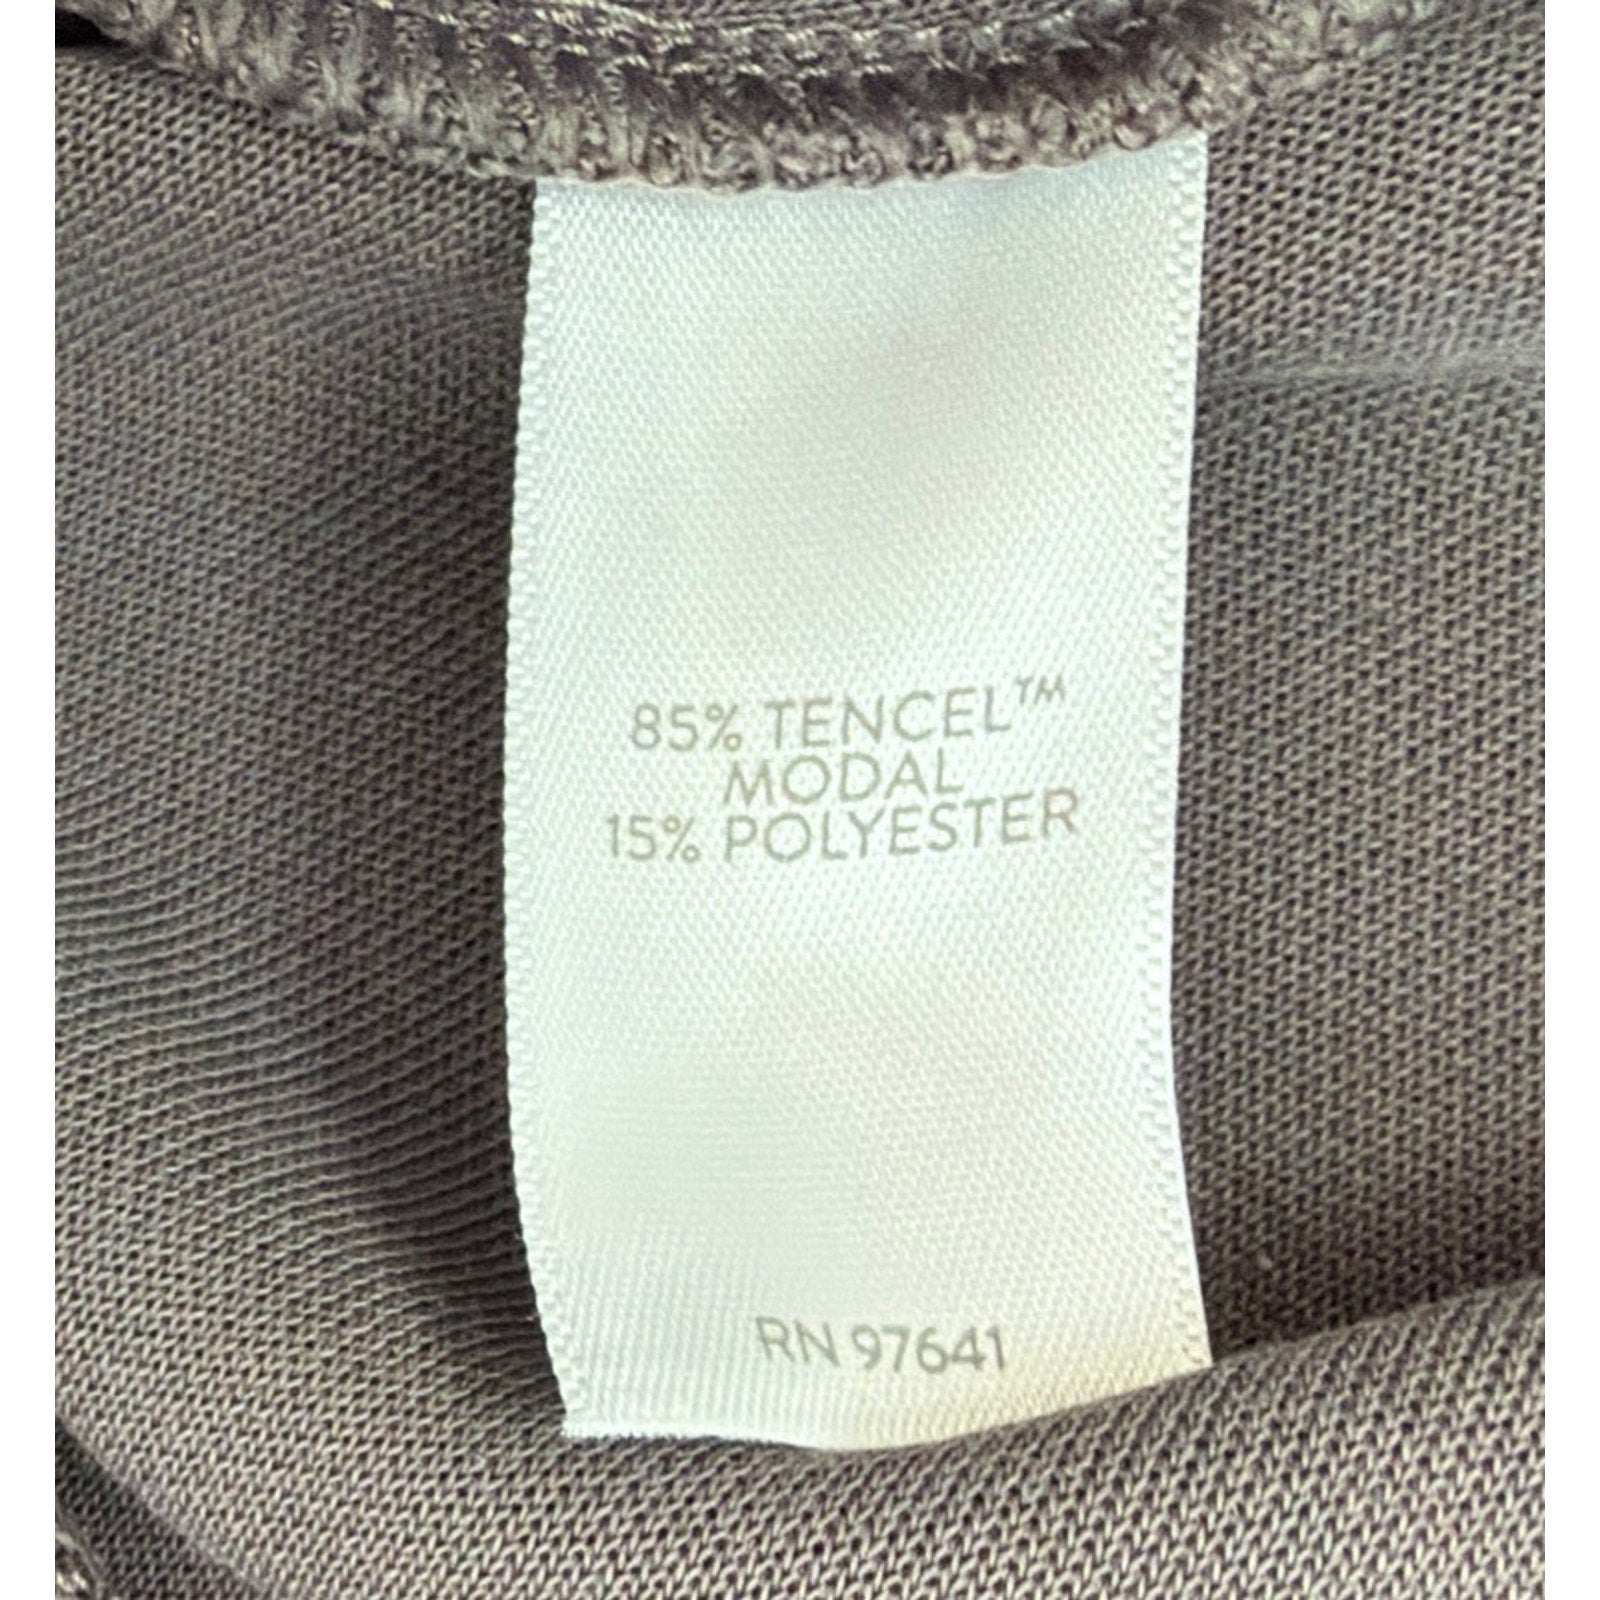 85% TENCEL™
MODAL
15% POLYESTER
RN 97641